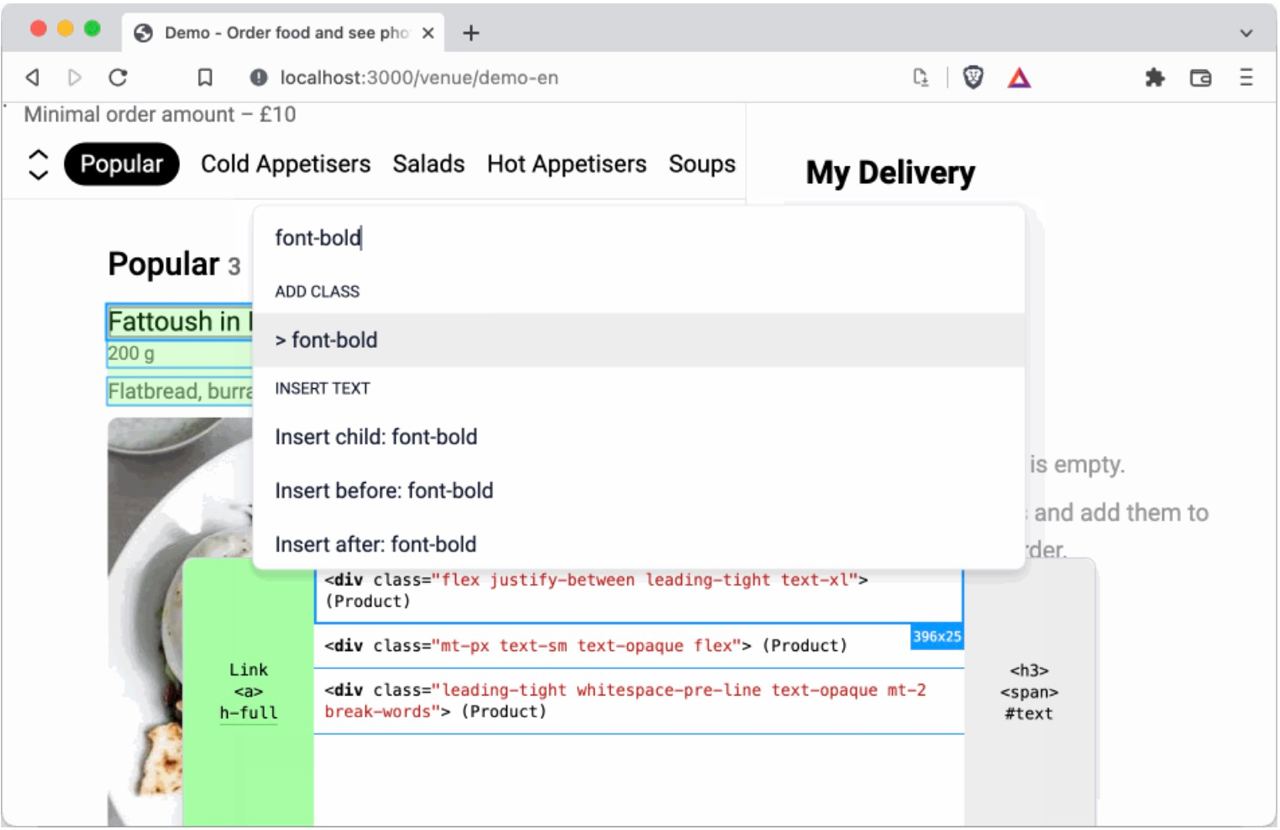 Demo - Order food and see pho
localhost:3000/venue/demo-en
Minimal order amount – £10
Popular Cold Appetisers Salads Hot Appetisers Soups
My Delivery
font-bold
Popular 3
ADD CLASS
Fattoush in
> font-bold
200 g
INSERT TEXT
Flatbread, burra
Insert child: font-bold
is empty.
Insert before: font-bold
and add them to
Insert after: font-bold
rder.
<div class="flex justify-between leading-tight text-xl">
(Product)
396x25
<div class="mt-px text-sm text-opaque flex"> (Product)
Link
<a>
h-full
<div class="leading-tight whitespace-pre-line text-opaque mt-2
break-words"> (Product)
<h3>
<span>
#text